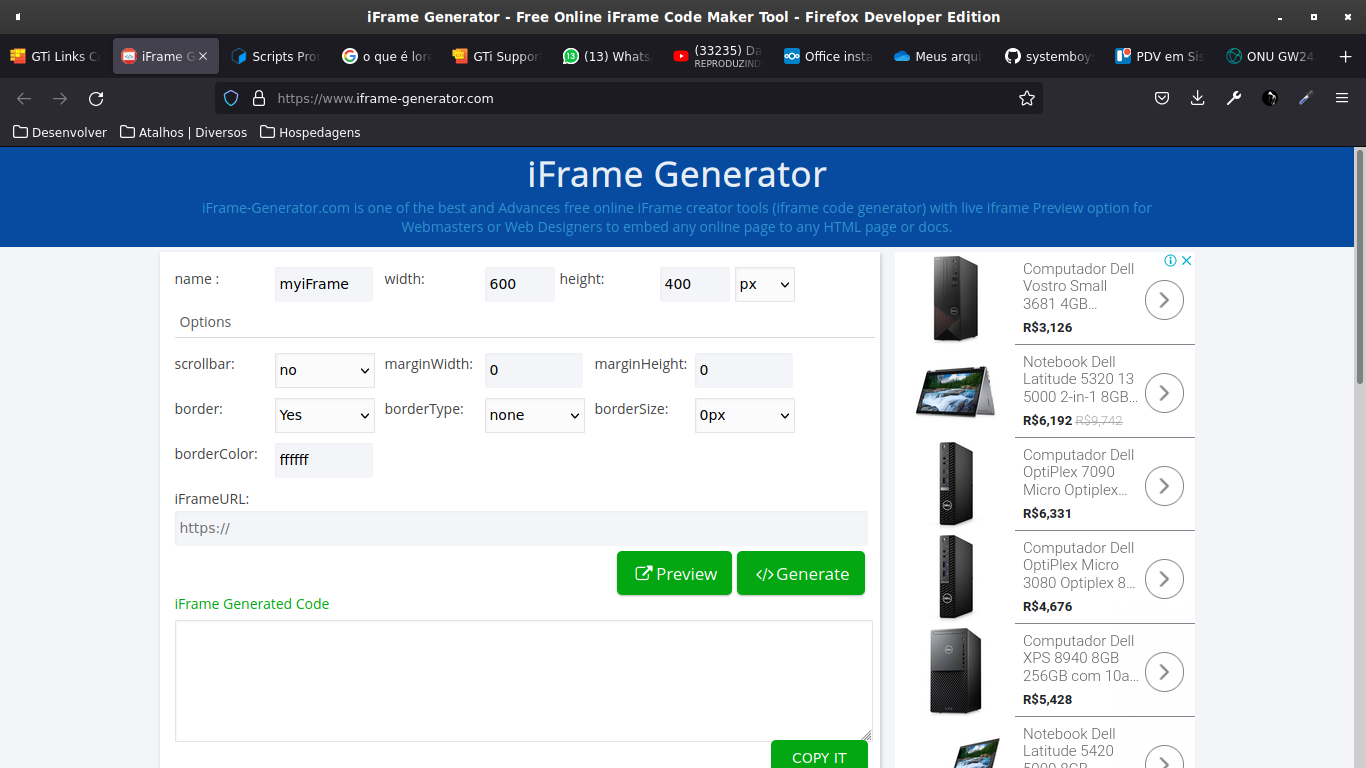 iFrame Generator - Free Online iFrame Code Maker Tool - Firefox Developer Edition
GTi Links C
iFrame G
Scripts Pro
o que é lore
GTi Support
(13) Whats
(33235) Da
REPRODUZIND
Office insta
Meus arqui
systemboy
PDV em Sis
ONU GW24
https://www.iframe-generator.com
Desenvolver
Atalhos | Diversos
Hospedagens
iFrame Generator
iFrame-Generator.com is one of the best and Advances free online iFrame creator tools (iframe code generator) with live iframe Preview option for
Webmasters or Web Designers to embed any online page to any HTML page or docs.
name : myiFrame width: 600 height: 400 px
Options
scrollbar: no marginWidth: 0 marginHeight: 0
border: Yes borderType: none borderSize: 0px
borderColor: ffffff
iFrameURL:
https://
Preview
</> Generate
iFrame Generated Code
COPY IT
Computador Dell
Vostro Small
3681 4GB...
R$3,126
Notebook Dell
Latitude 5320 13
5000 2-in-1 8GB...
R$6,192 R$9,742
Computador Dell
OptiPlex 7090
Micro Optiplex...
R$6,331
Computador Dell
OptiPlex Micro
3080 Optiplex 8...
R$4,676
Computador Dell
XPS 8940 8GB
256GB com 10a...
R$5,428
Notebook Dell
Latitude 5420
5000 8GB